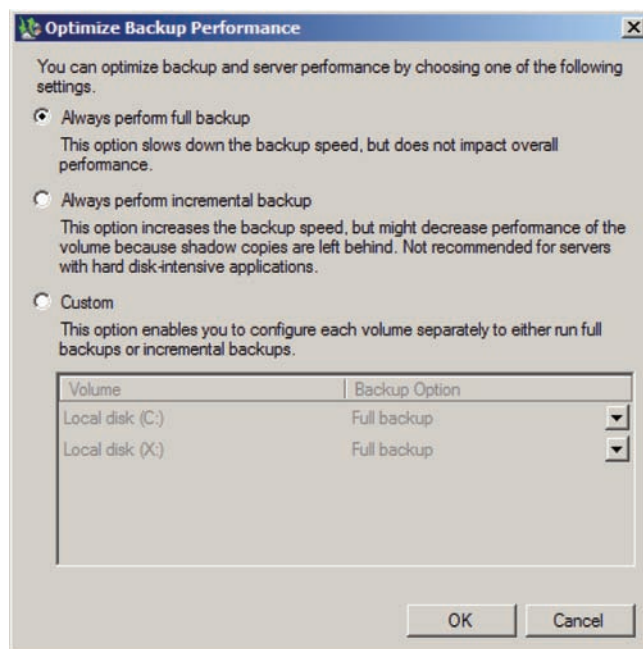 Optimize Backup Performance
You can optimize backup and server performance by choosing one of the following
settings.
Always perform full backup
This option slows down the backup speed, but does not impact overall
performance.
Always perform incremental backup
This option increases the backup speed, but might decrease performance of the
volume because shadow copies are left behind. Not recommended for servers
with hard disk-intensive applications.
Custom
This option enables you to configure each volume separately to either run full
backups or incremental backups.
Volume Backup Option
Local disk (C:) Full backup
Local disk (X:) Full backup
OK Cancel